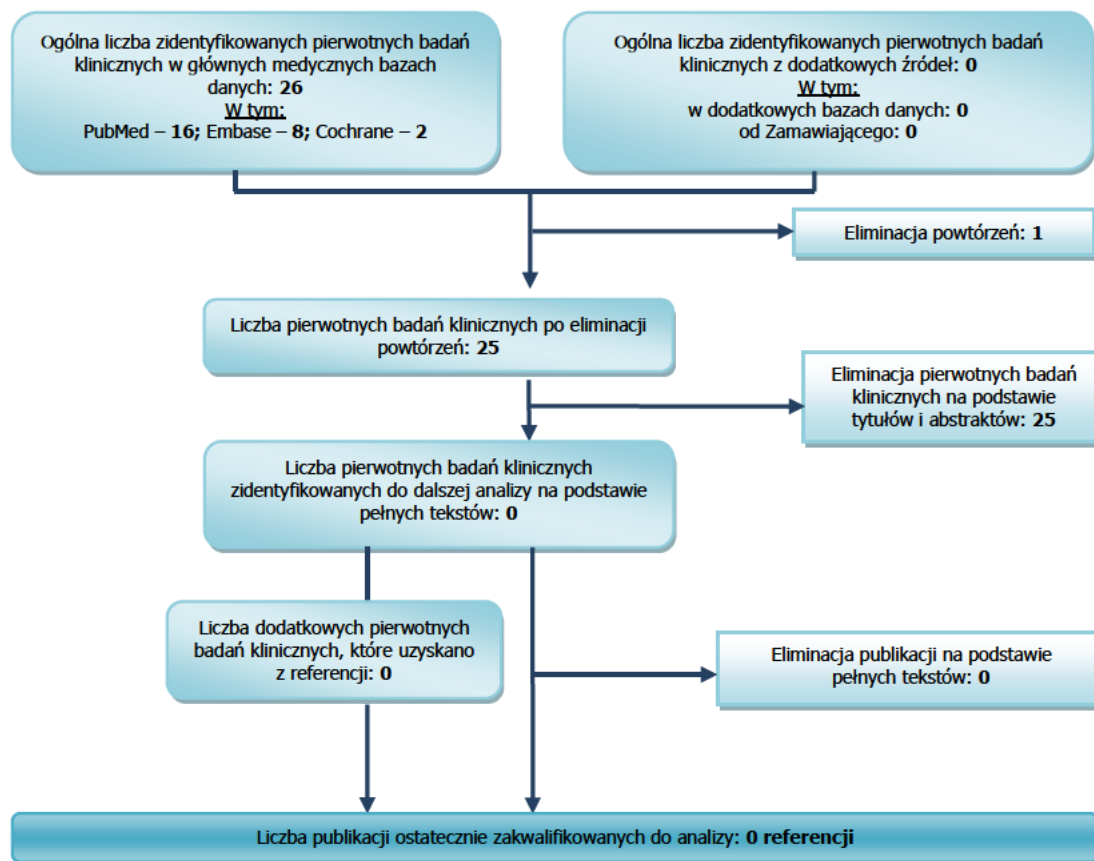 Ogólna liczba zidentyfikowanych pierwotnych badań
klinicznych w głównych medycznych bazach
danych: 26
W tym:
PubMed – 16; Embase – 8; Cochrane – 2
Ogólna liczba zidentyfikowanych pierwotnych badań
klinicznych z dodatkowych źródeł: 0
W tym:
w dodatkowych bazach danych: 0
od Zamawiającego: 0
Eliminacja powtórzeń: 1
Liczba pierwotnych badań klinicznych po eliminacji
powtórzeń: 25
Eliminacja pierwotnych badań
klinicznych na podstawie
tytułów i abstraktów: 25
Liczba pierwotnych badań klinicznych
zidentyfikowanych do dalszej analizy na podstawie
pełnych tekstów: 0
Liczba dodatkowych pierwotnych
badań klinicznych, które uzyskano
z referencji: 0
Eliminacja publikacji na podstawie
pełnych tekstów: 0
Liczba publikacji ostatecznie zakwalifikowanych do analizy: 0 referencji